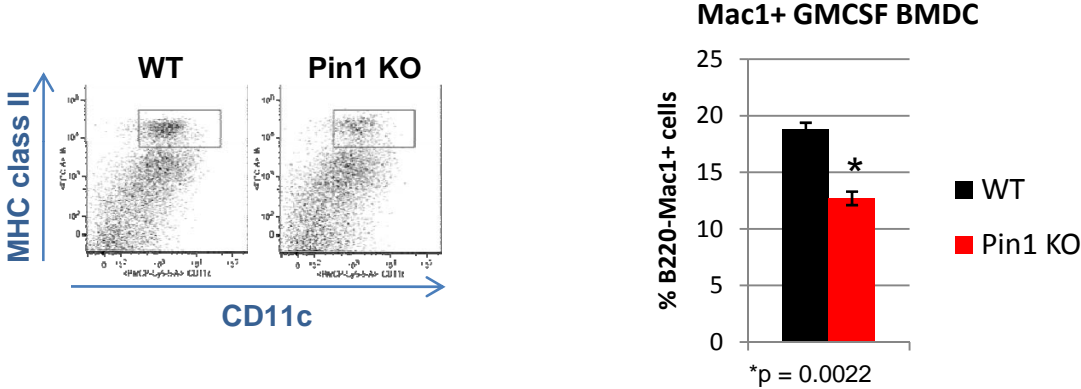 Mac1+ GMCSF BMDC
WT
Pin1 KO
MHC class II
CD11c
% B220-Mac1+ cells
25
20
15
10
5
0
*
WT
Pin1 KO
*p = 0.0022